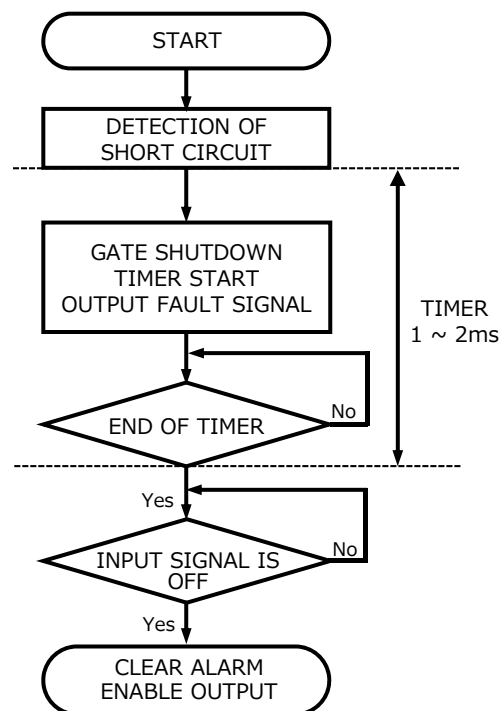 START
DETECTION OF
SHORT CIRCUIT
GATE SHUTDOWN
TIMER START
OUTPUT FAULT SIGNAL
TIMER
1 ~ 2ms
END OF TIMER
No
Yes
INPUT SIGNAL IS
OFF
No
Yes
CLEAR ALARM
ENABLE OUTPUT